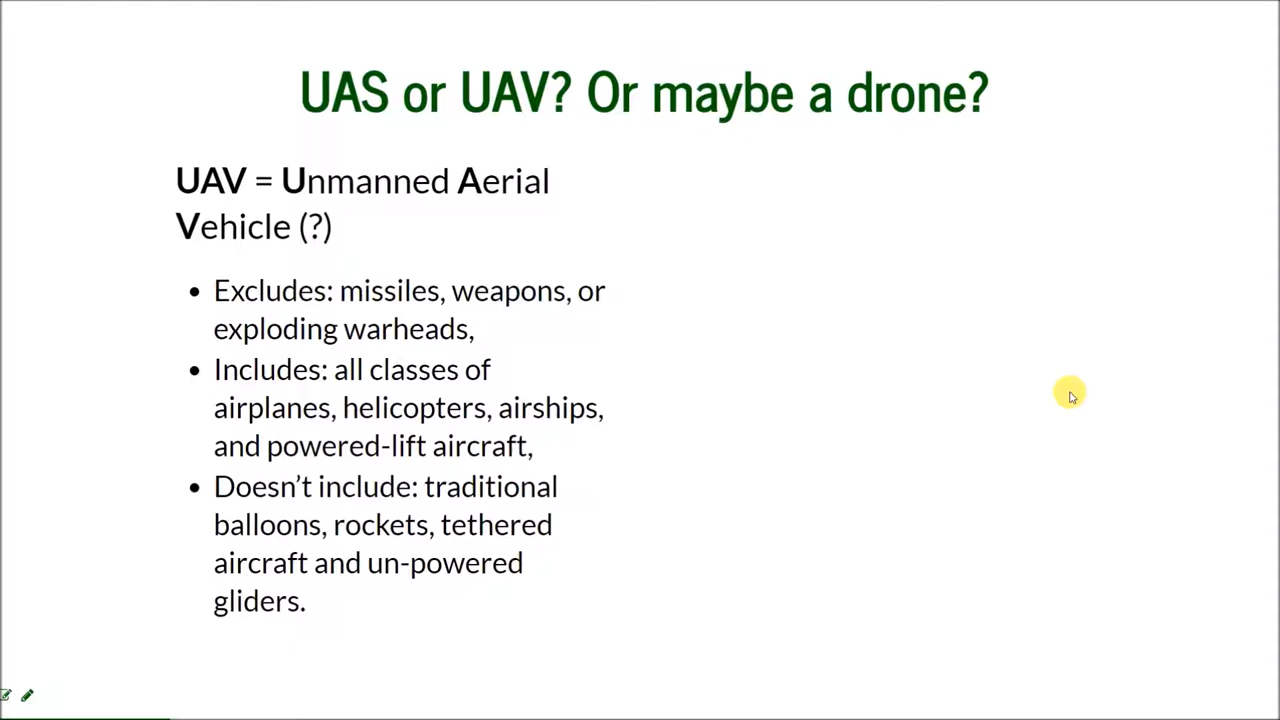 UAS or UAV? Or maybe a drone?
UAV = Unmanned Aerial
Vehicle (?)
• Excludes: missiles, weapons, or
exploding warheads,
• Includes: all classes of
airplanes, helicopters, airships,
and powered-lift aircraft,
• Doesn’t include: traditional
balloons, rockets, tethered
aircraft and un-powered
gliders.